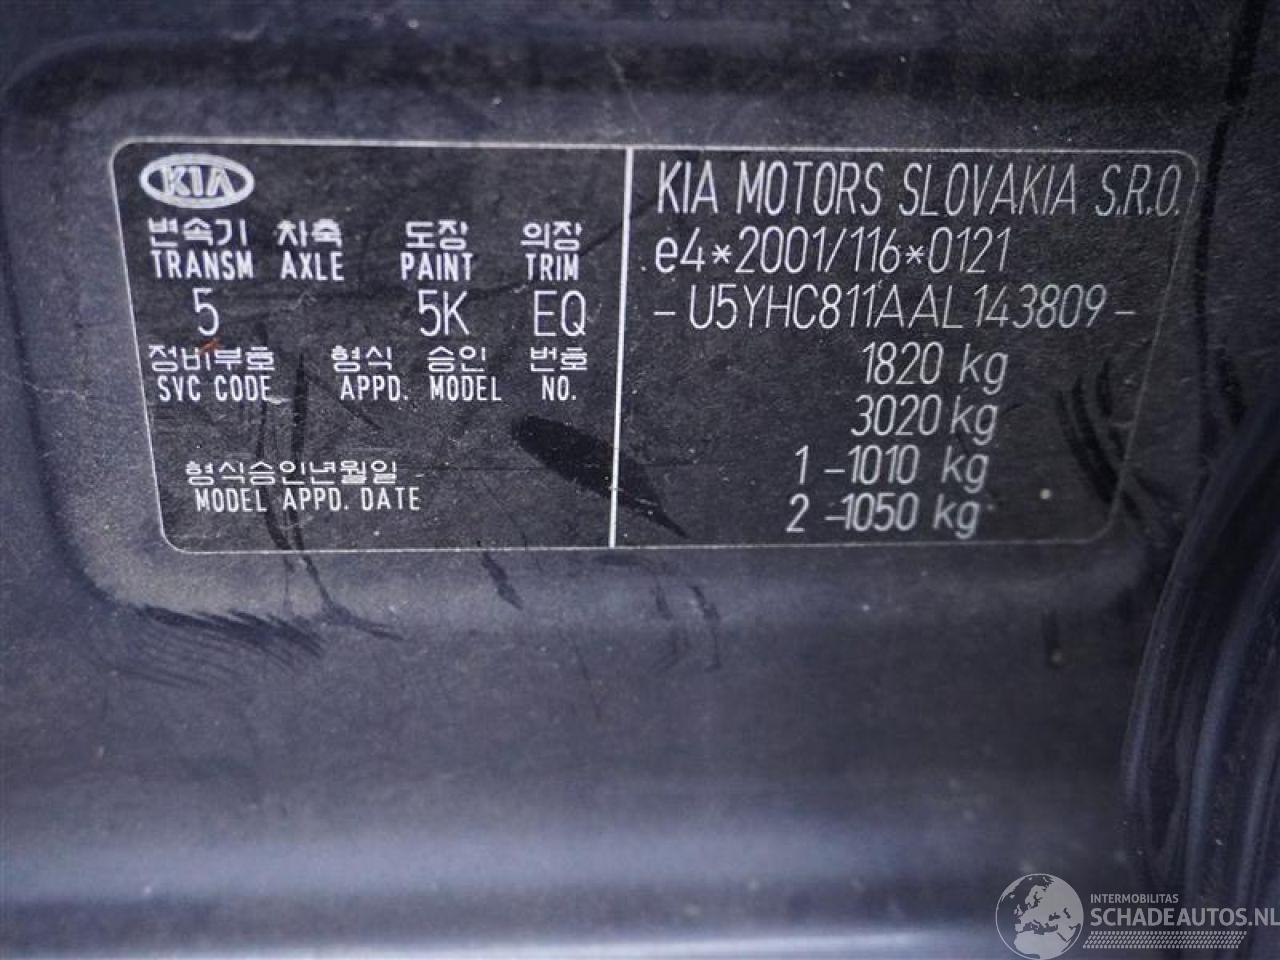 KIA
변속기 차축 도장 의장
TRANSM AXLE PAINT TRIM
5 5K EQ
정비부호 형식 승인 번호
SVC CODE APPD. MODEL NO.
형식승인년월일
MODEL APPD. DATE
KIA MOTORS SLOVAKIA S.R.O.
e4*2001/116*0121
- U5YHC811AAL143809 -
1820 kg
3020 kg
1 -1010 kg
2 -1050 kg
INTERMOBILITAS
SCHADEAUTOS.NL